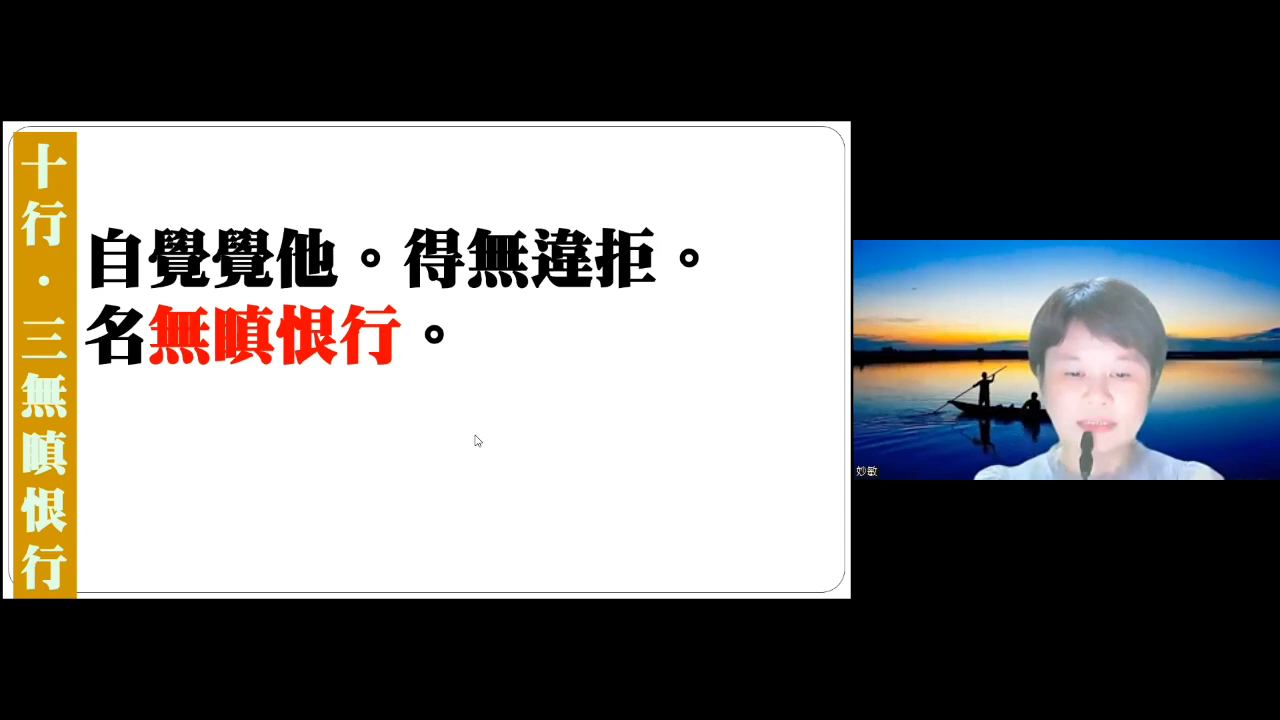 十行．三無瞋恨行
自覺覺他。得無違拒。
名無瞋恨行。
妙敏